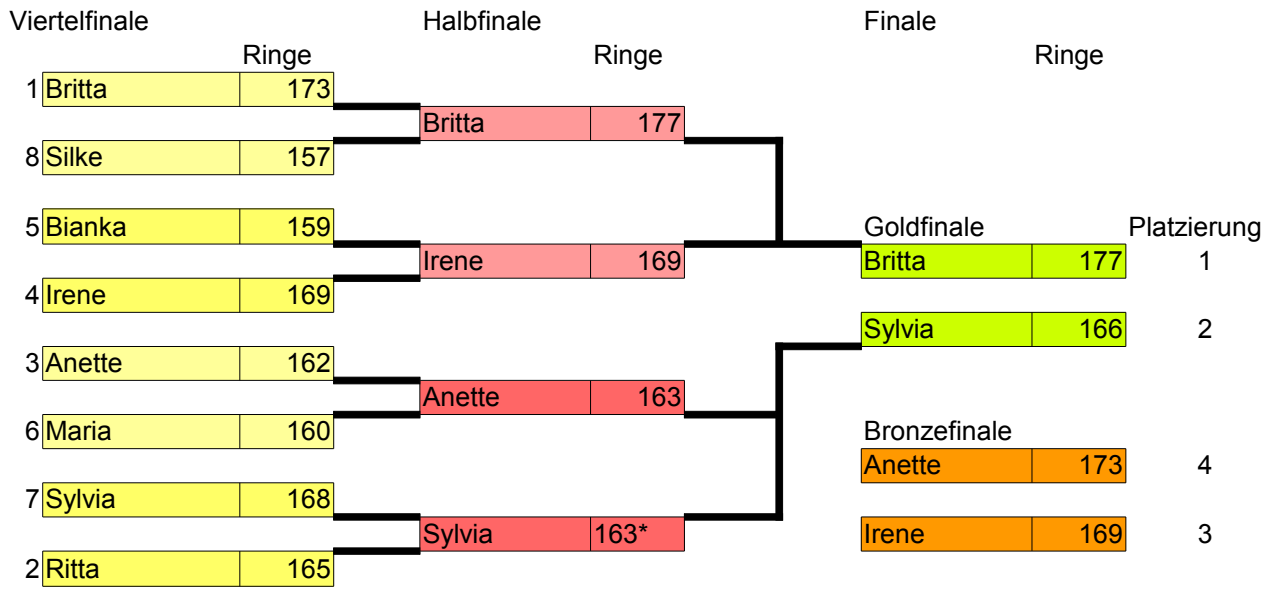 Viertelfinale Halbfinale Finale
Ringe Ringe Ringe
1 Britta 173
Britta 177
8 Silke 157
5 Bianka 159 Goldfinale Platzierung
Irene 169 Britta 177 1
4 Irene 169
Sylvia 166 2
3 Anette 162
Anette 163
6 Maria 160 Bronzefinale
Anette 173 4
7 Sylvia 168
Sylvia 163* Irene 169 3
2 Ritta 165